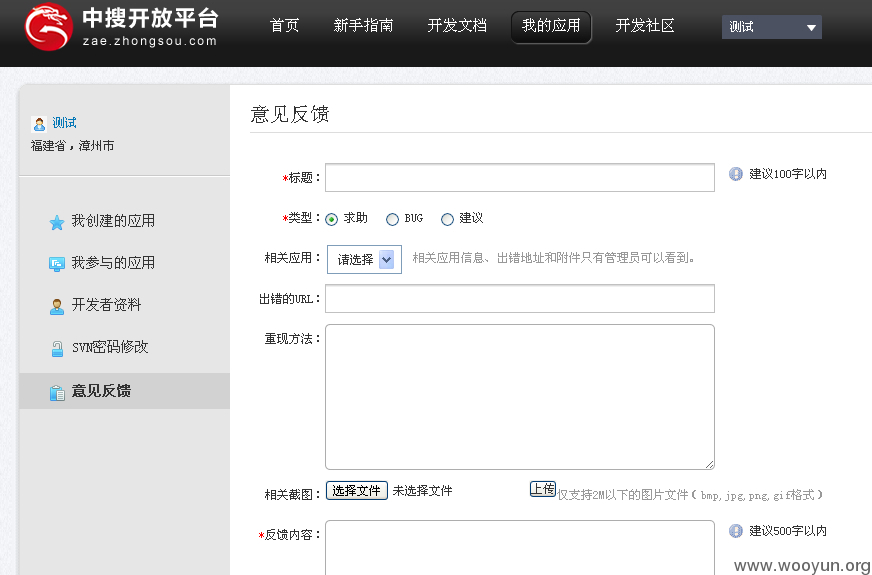 中搜开放平台
zae.zhongsou.com
首页 新手指南 开发文档 我的应用 开发社区 测试
测试
福建省，漳州市
我创建的应用
我参与的应用
开发者资料
SVN密码修改
意见反馈
意见反馈
*标题： 建议100字以内
*类型： 求助 BUG 建议
相关应用： 请选择 相关应用信息、出错地址和附件只有管理员可以看到。
出错的URL：
重现方法：
相关截图： 选择文件 未选择文件 上传 仅支持2M以下的图片文件（bmp,jpg,png,gif格式）
*反馈内容： 建议500字以内
www.wooyun.org